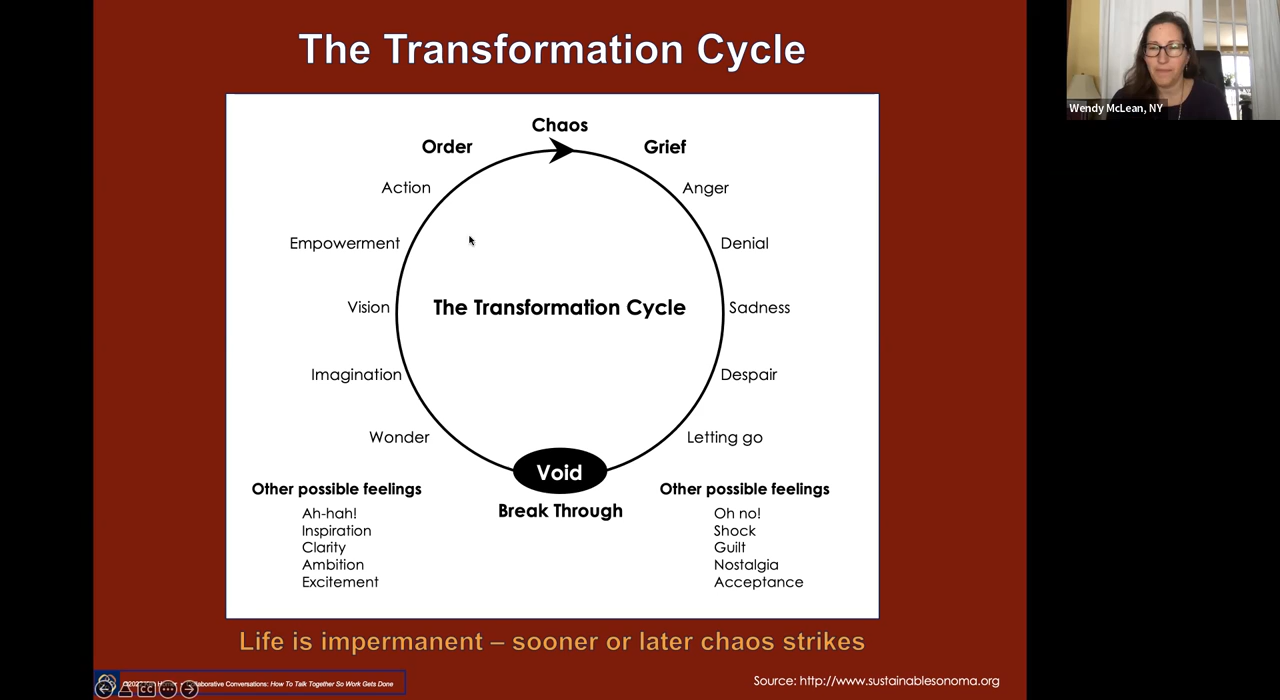 The Transformation Cycle
Wendy McLean, NY
Chaos
Order
Grief
Action
Anger
Empowerment
Denial
The Transformation Cycle
Vision
Sadness
Imagination
Despair
Wonder
Letting go
Void
Break Through
Other possible feelings
Ah-hah!
Inspiration
Clarity
Ambition
Excitement
Other possible feelings
Oh no!
Shock
Guilt
Nostalgia
Acceptance
Life is impermanent – sooner or later chaos strikes
Conversations: How To Talk Together So Work Gets Done
Source: http://www.sustainablesonoma.org